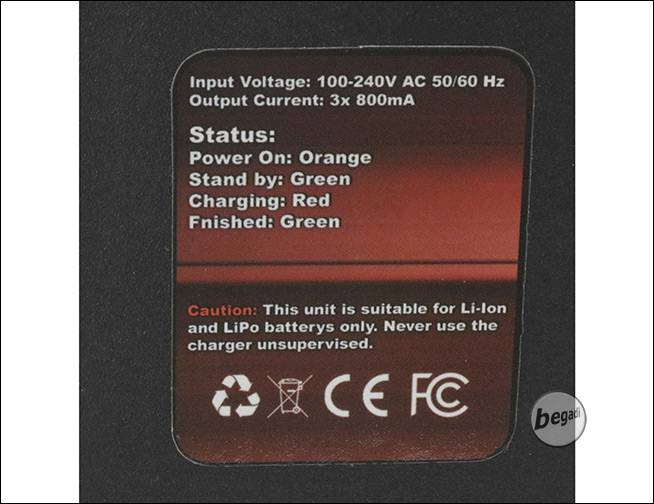 Input Voltage: 100-240V AC 50/60 Hz
Output Current: 3x 800mA
Status:
Power On: Orange
Stand by: Green
Charging: Red
Fnished: Green
Caution: This unit is suitable for Li-Ion
and LiPo batterys only. Never use the
charger unsupervised.
CE FC
begadi